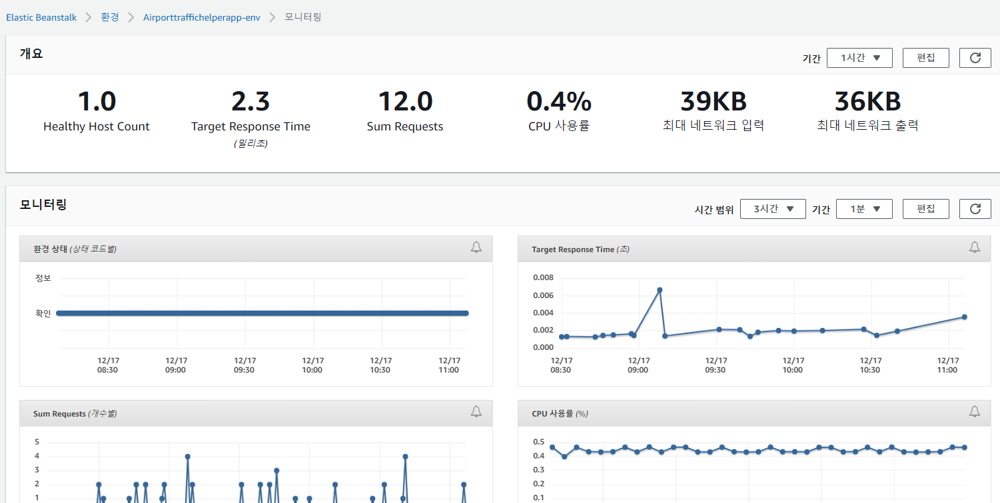 Elastic Beanstalk > 환경 > Airporttraffichelperapp-env > 모니터링
개요
기간 1시간 ▼ 편집
1.0 2.3 12.0 0.4% 39KB 36KB
Healthy Host Count Target Response Time Sum Requests CPU 사용률 최대 네트워크 입력 최대 네트워크 출력
(밀리초)
모니터링
시간 범위 3시간 ▼ 기간 1분 ▼ 편집
환경 상태 (상태 코드별)
정보
확인
12/17 12/17 12/17 12/17 12/17 12/17
08:30 09:00 09:30 10:00 10:30 11:00
Target Response Time (초)
0.008
0.006
0.004
0.002
0.000
12/17 12/17 12/17 12/17 12/17 12/17
08:30 09:00 09:30 10:00 10:30 11:00
Sum Requests (개수별)
5
4
3
2
1
CPU 사용률 (%)
0.5
0.4
0.3
0.2
0.1